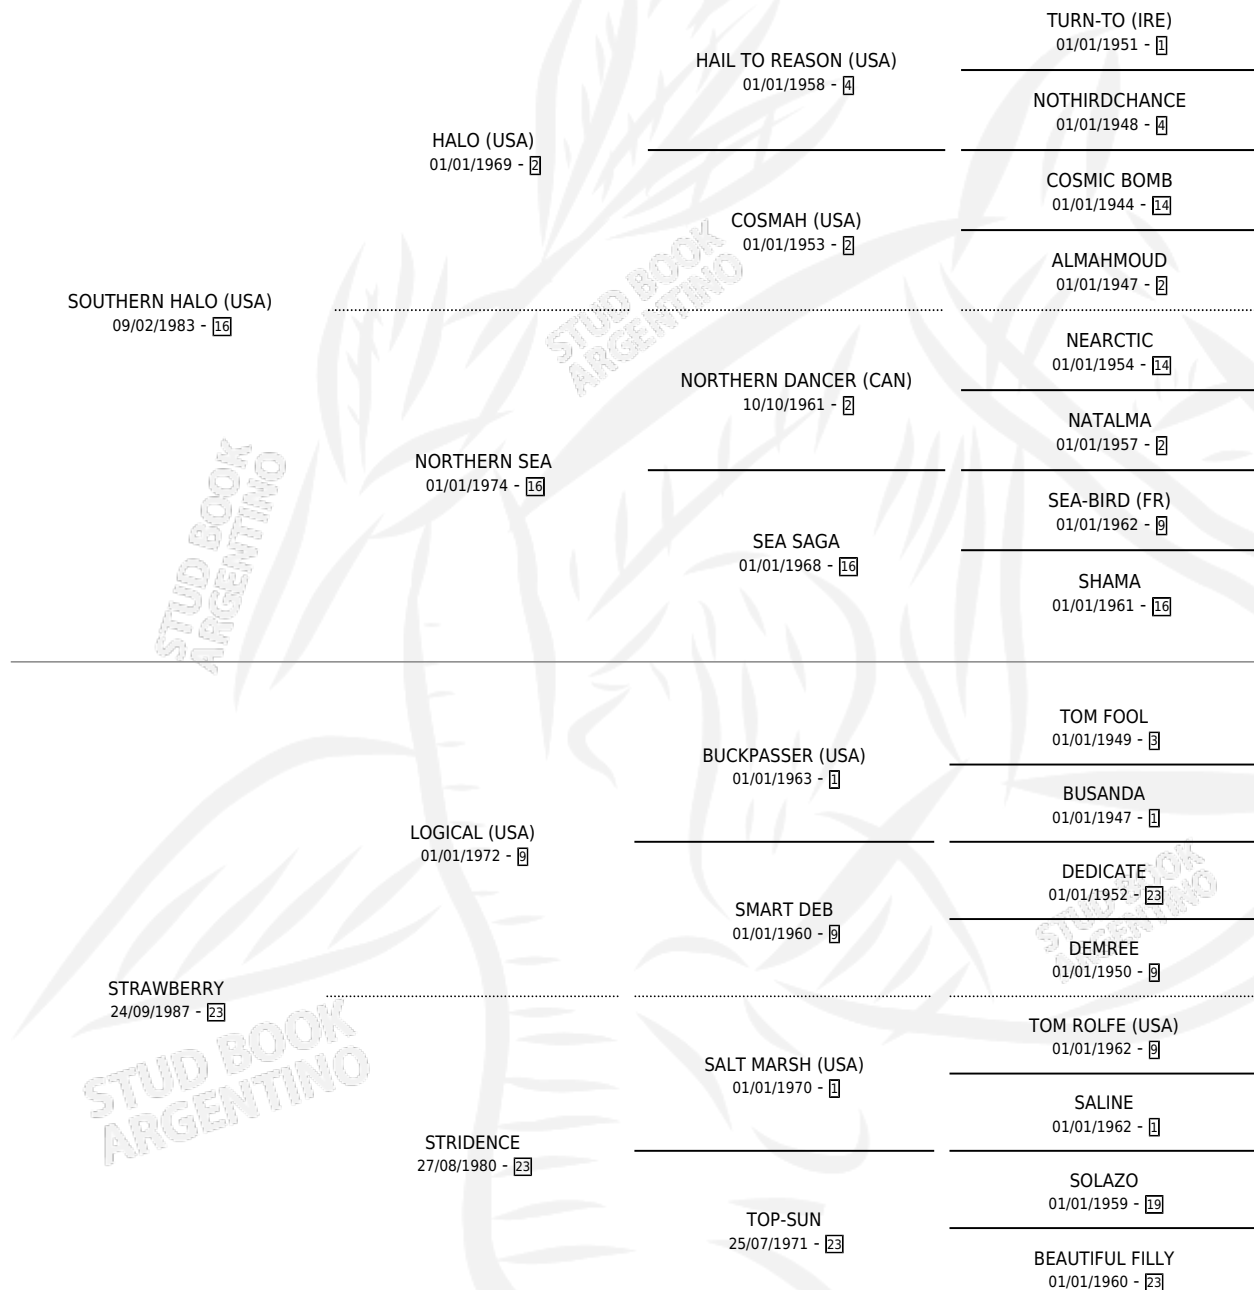 TURN-TO (IRE)
01/01/1951 - 1
HAIL TO REASON (USA)
01/01/1958 - 4
NOTHIRDCHANCE
01/01/1948 - 4
HALO (USA)
01/01/1969 - 2
COSMIC BOMB
01/01/1944 - 14
COSMAH (USA)
01/01/1953 - 2
ALMAHMOUD
01/01/1947 - 2
SOUTHERN HALO (USA)
09/02/1983 - 16
STUD BOOK
ARGENTINO
NEARCTIC
01/01/1954 - 14
NORTHERN DANCER (CAN)
10/10/1961 - 2
NATALMA
01/01/1957 - 2
NORTHERN SEA
01/01/1974 - 16
SEA-BIRD (FR)
01/01/1962 - 9
SEA SAGA
01/01/1968 - 16
SHAMA
01/01/1961 - 16
STUD BOOK
ARGENTINO
TOM FOOL
01/01/1949 - 3
BUCKPASSER (USA)
01/01/1963 - 1
BUSANDA
01/01/1947 - 1
LOGICAL (USA)
01/01/1972 - 9
DEDICATE
01/01/1952 - 23
SMART DEB
01/01/1960 - 9
DEMREE
01/01/1950 - 9
STUD BOOK
ARGENTINO
STRAWBERRY
24/09/1987 - 23
TOM ROLFE (USA)
01/01/1962 - 9
SALT MARSH (USA)
01/01/1970 - 1
SALINE
01/01/1962 - 1
STUD BOOK
ARGENTINO
STRIDENCE
27/08/1980 - 23
SOLAZO
01/01/1959 - 19
TOP-SUN
25/07/1971 - 23
BEAUTIFUL FILLY
01/01/1960 - 23